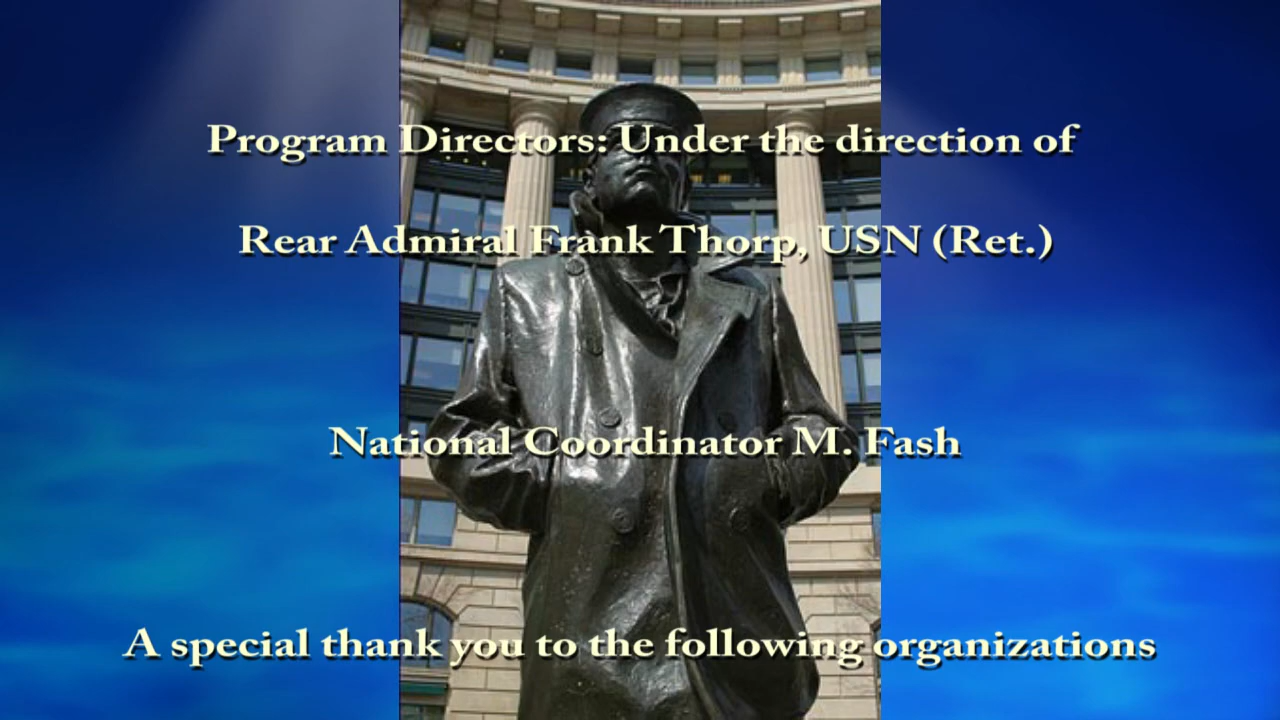 Program Directors: Under the direction of
Rear Admiral Frank Thorp, USN (Ret.)
National Coordinator M. Fash
A special thank you to the following organizations